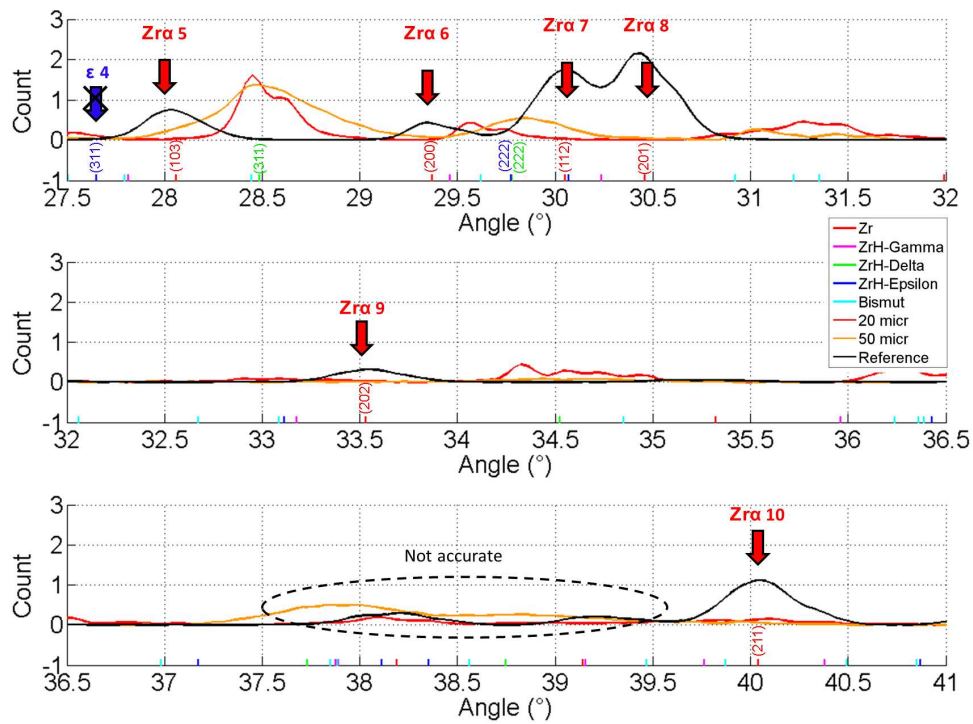 Zrα 5
Zrα 6
Zrα 7
Zrα 8
ε 4
3
2
1
0
-1
Count
(311)
(103)
(311)
(200)
(222)
(222)
(112)
(201)
27.5 28 28.5 29 29.5 30 30.5 31 31.5 32
Angle (°)
Zr
ZrH-Gamma
ZrH-Delta
ZrH-Epsilon
Bismut
20 micr
50 micr
Reference
3
2
1
0
-1
Count
Zrα 9
(202)
32 32.5 33 33.5 34 34.5 35 35.5 36 36.5
Angle (°)
3
2
1
0
-1
Count
Zrα 10
Not accurate
(211)
36.5 37 37.5 38 38.5 39 39.5 40 40.5 41
Angle (°)